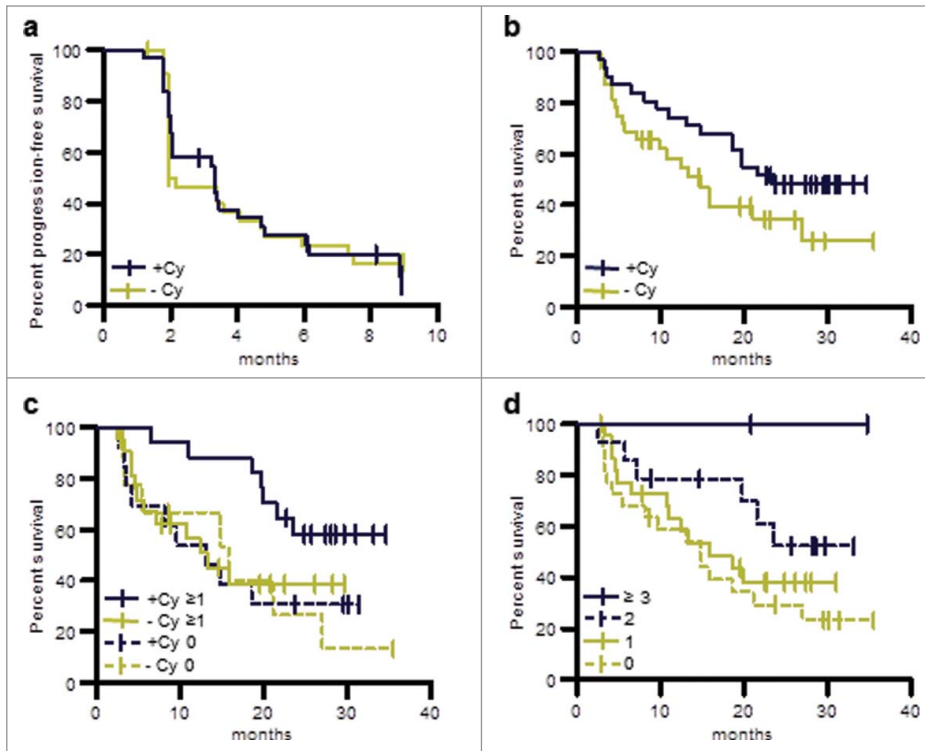 a
Percent progression-free survival
100
80
60
40
20
0
+Cy
- Cy
0 2 4 6 8 10
months
b
Percent survival
100
80
60
40
20
0
+Cy
- Cy
0 10 20 30 40
months
c
Percent survival
100
80
60
40
20
0
+Cy ≥1
- Cy ≥1
+Cy 0
- Cy 0
0 10 20 30 40
months
d
Percent survival
100
80
60
40
20
0
≥ 3
2
1
0
0 10 20 30 40
months